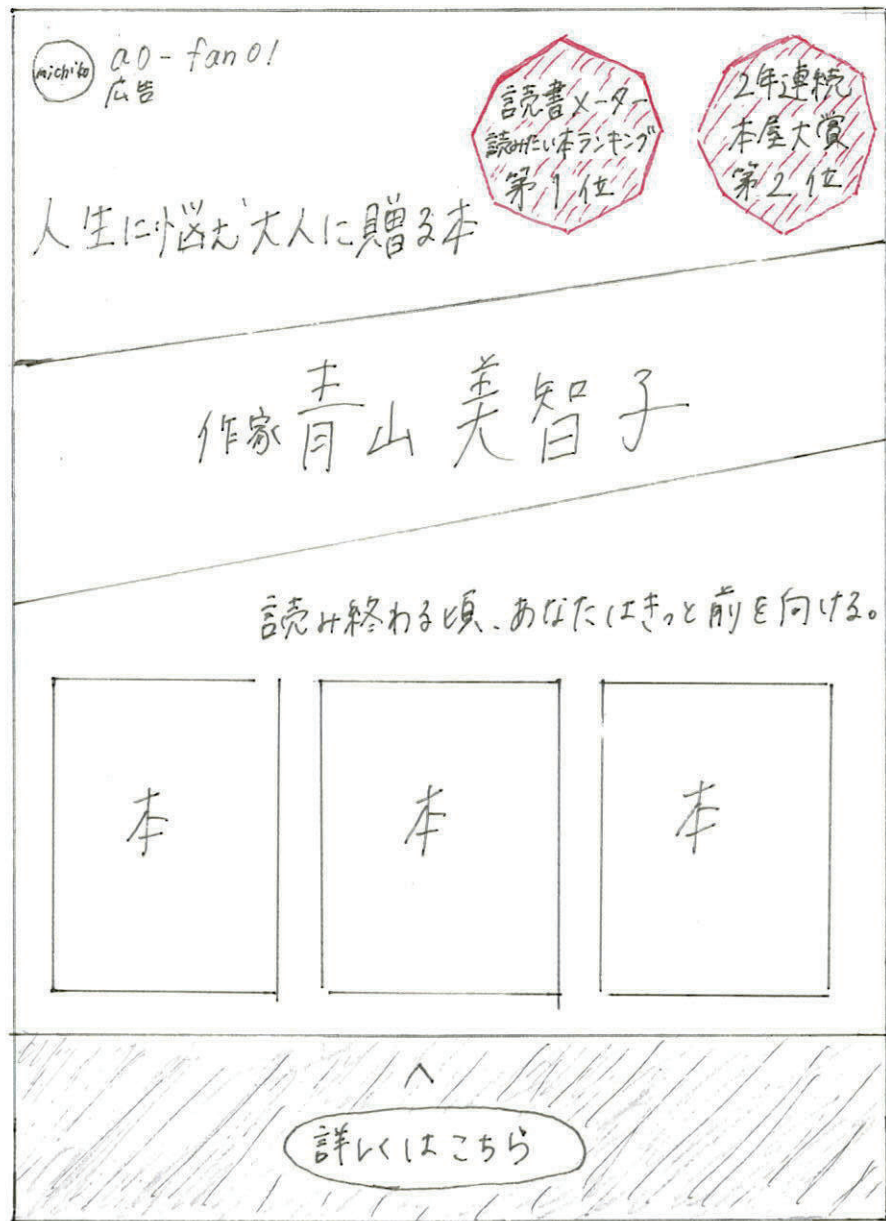 michiko
ao-fan01
広告
読書メーター
読みたい本ランキング
第1位
2年連続
本屋大賞
第2位
人生に悩む大人に贈る本
作家 青山美智子
読み終わる頃、あなたはきっと前を向ける。
本
本
本
へ
詳しくはこちら